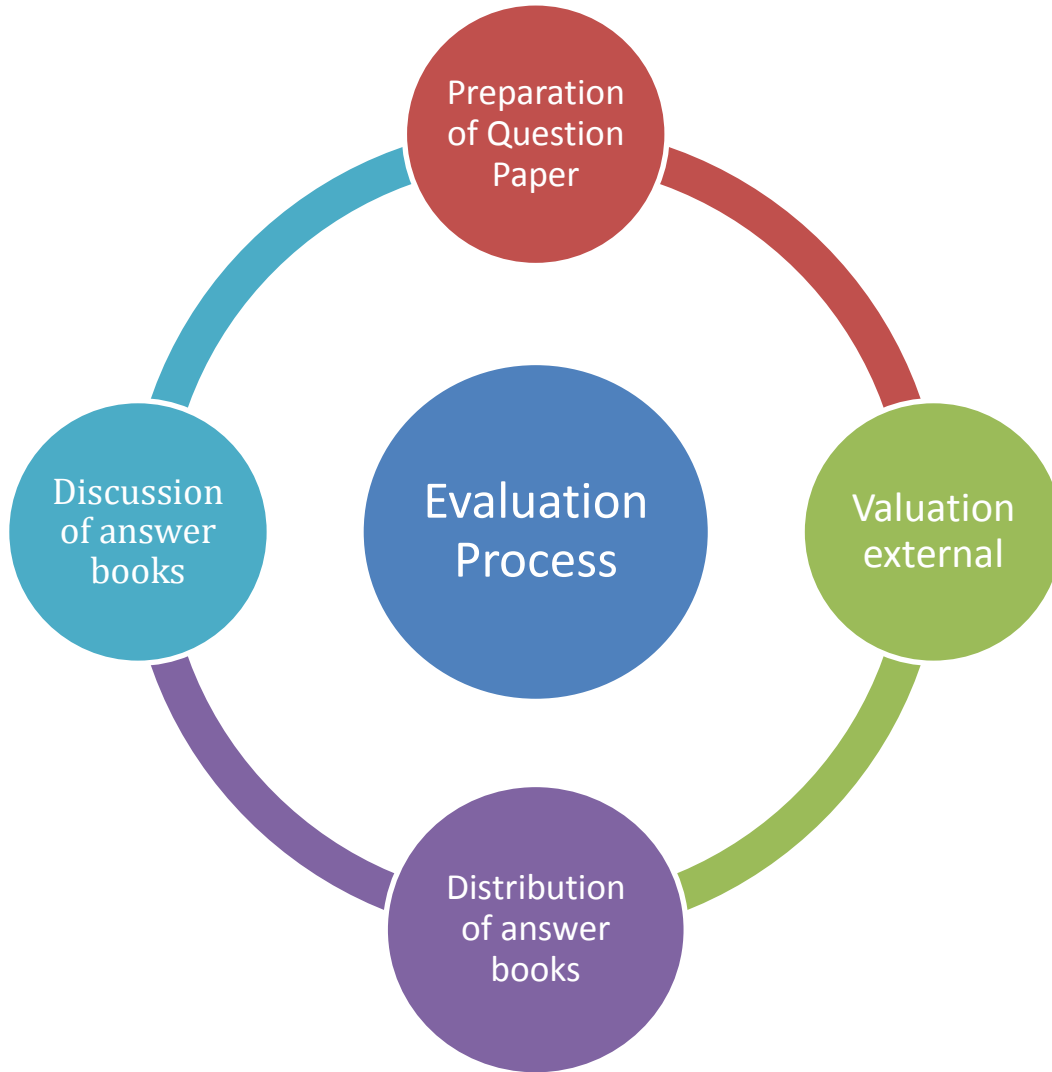 Preparation
of Question
Paper
Evaluation
Process
Valuation
external
Distribution
of answer
books
Discussion
of answer
books